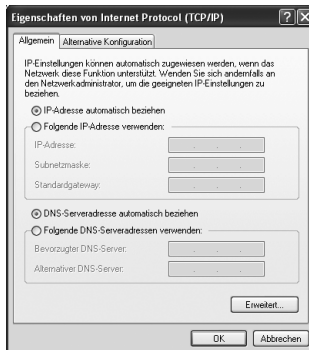 Eigenschaften von Internet Protocol (TCP/IP)
Allgemein
Alternative Konfiguration
IP-Einstellungen können automatisch zugewiesen werden, wenn das
Netzwerk diese Funktion unterstützt. Wenden Sie sich andernfalls an
den Netzwerkadministrator, um die geeigneten IP-Einstellungen zu
beziehen.
IP-Adresse automatisch beziehen
Folgende IP-Adresse verwenden:
IP-Adresse:
Subnetzmaske:
Standardgateway:
DNS-Serveradresse automatisch beziehen
Folgende DNS-Serveradressen verwenden:
Bevorzugter DNS-Server:
Alternativer DNS-Server:
Erweitert...
OK
Abbrechen